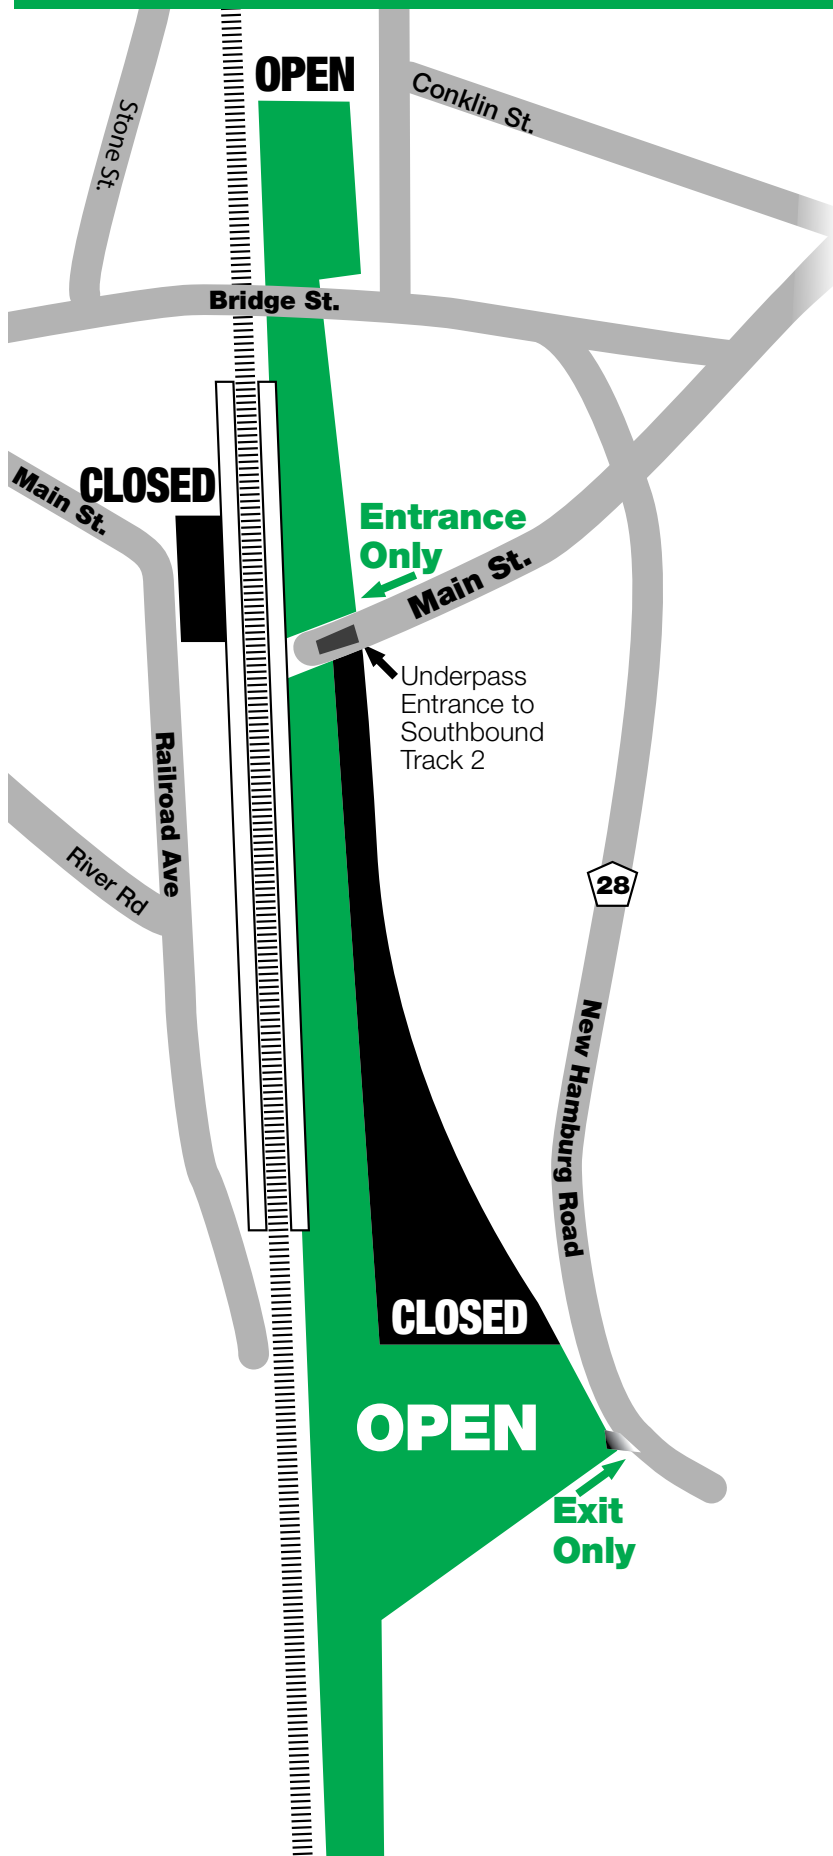 OPEN
Conklin St.
Stone St.
Bridge St.
CLOSED
Main St.
Entrance
Only
Main St.
Underpass
Entrance to
Southbound
Track 2
Railroad Ave
River Rd
28
New Hamburg Road
CLOSED
OPEN
Exit
Only